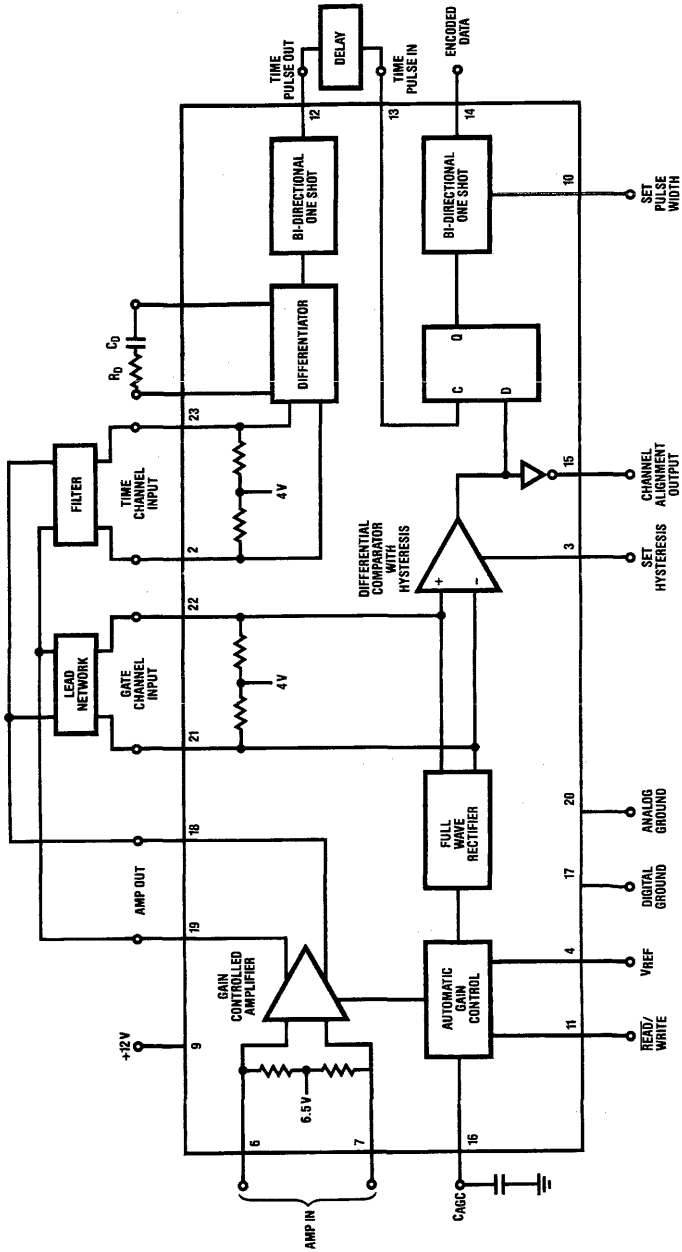 +12V
9
AMP IN
6
7
6.5V
GAIN
CONTROLLED
AMPLIFIER
19
AMP OUT
18
LEAD
NETWORK
GATE
CHANNEL
INPUT
21
22
4V
FILTER
TIME
CHANNEL
INPUT
2
23
4V
RD
CD
DIFFERENTIATOR
BI-DIRECTIONAL
ONE SHOT
12
TIME
PULSE OUT
DELAY
TIME
PULSE IN
13
CAGC
16
AUTOMATIC
GAIN
CONTROL
FULL
WAVE
RECTIFIER
DIFFERENTIAL
COMPARATOR
WITH
HYSTERESIS
+
−
C
D
Q
BI-DIRECTIONAL
ONE SHOT
14
ENCODED
DATA
11
READ/
WRITE
4
VREF
17
DIGITAL
GROUND
20
ANALOG
GROUND
3
SET
HYSTERESIS
15
CHANNEL
ALIGNMENT
OUTPUT
10
SET
PULSE
WIDTH